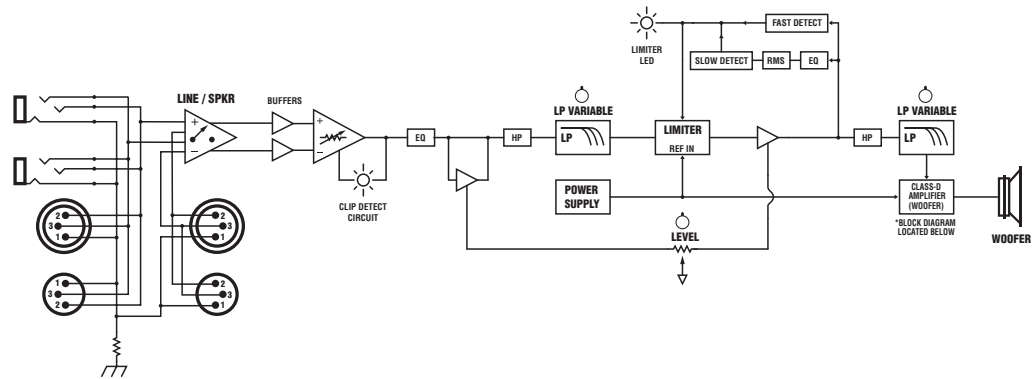 LIMITER
LED
FAST DETECT
SLOW DETECT
RMS
EQ
LINE / SPKR
BUFFERS
+
−
+
−
CLIP DETECT
CIRCUIT
EQ
HP
LP VARIABLE
LP
LIMITER
REF IN
POWER
SUPPLY
LEVEL
HP
LP VARIABLE
LP
CLASS-D
AMPLIFIER
(WOOFER)
*BLOCK DIAGRAM
LOCATED BELOW
WOOFER
2
3
1
2
3
1
1
3
2
2
3
1